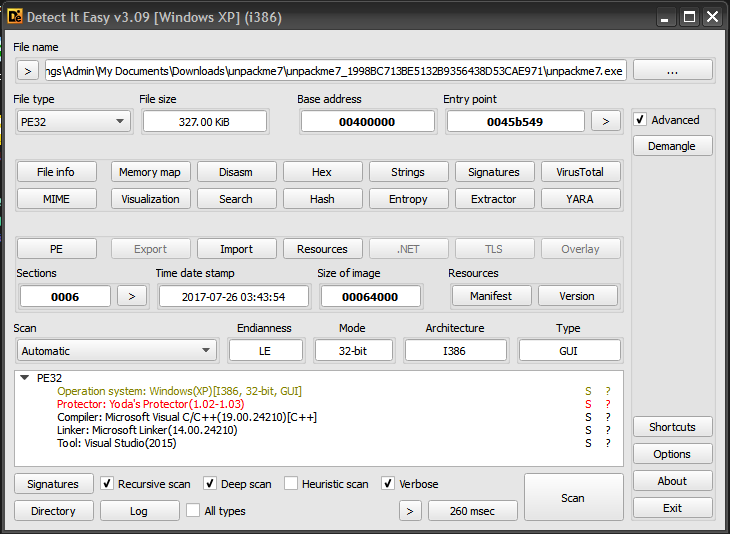 Detect It Easy v3.09 [Windows XP] (i386)
File name
> ngs\Admin\My Documents\Downloads\unpackme7\unpackme7_1998BC713BE5132B9356438D53CAE971\unpackme7.exe ...
File type File size Base address Entry point
PE32 327.00 KiB 00400000 0045b549 > Advanced
Demangle
File info Memory map Disasm Hex Strings Signatures VirusTotal
MIME Visualization Search Hash Entropy Extractor YARA
PE Export Import Resources .NET TLS Overlay
Sections Time date stamp Size of image Resources
0006 > 2017-07-26 03:43:54 00064000 Manifest Version
Scan Endianness Mode Architecture Type
Automatic LE 32-bit I386 GUI
PE32
Operation system: Windows(XP)[I386, 32-bit, GUI] S ?
Protector: Yoda's Protector(1.02-1.03) S ?
Compiler: Microsoft Visual C/C++(19.00.24210)[C++] S ?
Linker: Microsoft Linker(14.00.24210) S ?
Tool: Visual Studio(2015) S ?
Shortcuts
Options
Signatures Recursive scan Deep scan Heuristic scan Verbose Scan About
Directory Log All types > 260 msec Exit